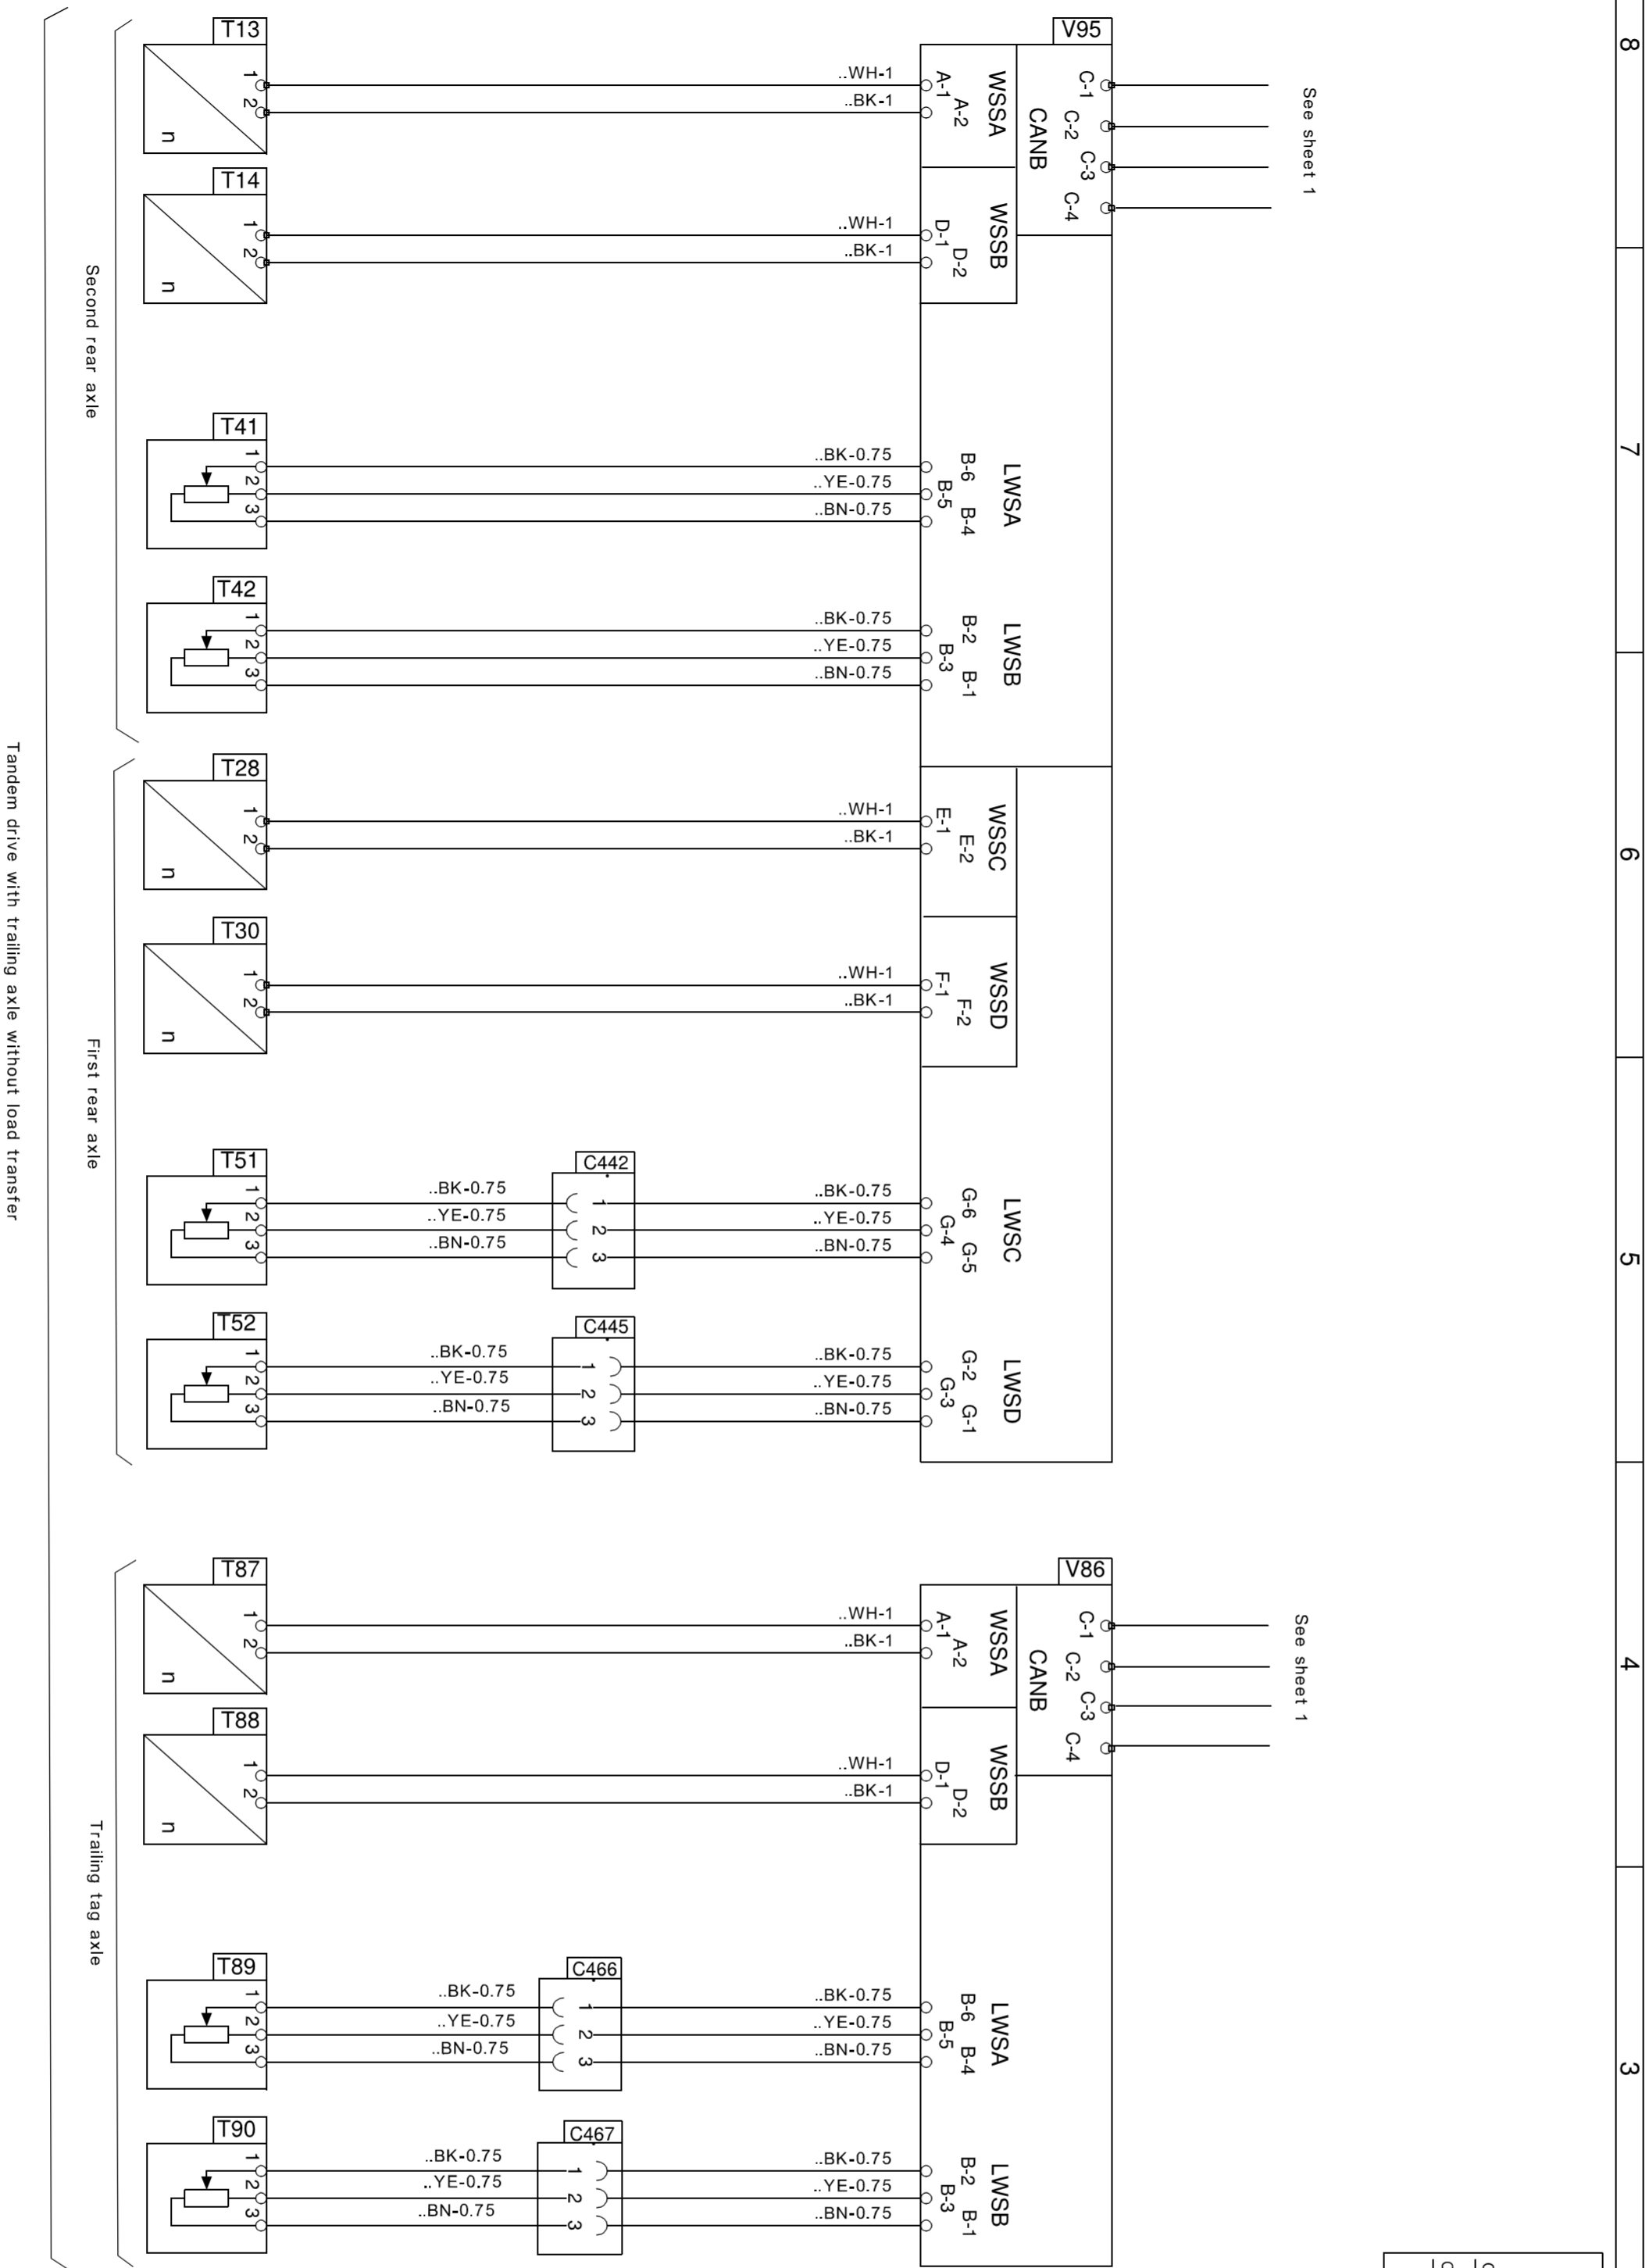 8
7
6
5
4
3
See sheet 1
V95
C-1
C-2
C-3
C-4
CANB
WSSA
A-1
A-2
WSSB
D-1
D-2
LWSA
B-6
B-5
B-4
LWSB
B-2
B-3
B-1
WSSC
E-1
E-2
WSSD
F-1
F-2
LWSC
G-6
G-4
G-5
LWSD
G-2
G-3
G-1
T13
1
2
n
..WH-1
..BK-1
T14
1
2
n
..WH-1
..BK-1
T41
1
2
3
..BK-0.75
..YE-0.75
..BN-0.75
T42
1
2
3
..BK-0.75
..YE-0.75
..BN-0.75
Second rear axle
T28
1
2
n
..WH-1
..BK-1
T30
1
2
n
..WH-1
..BK-1
T51
1
2
3
..BK-0.75
..YE-0.75
..BN-0.75
C442
1
2
3
..BK-0.75
..YE-0.75
..BN-0.75
T52
1
2
3
..BK-0.75
..YE-0.75
..BN-0.75
C445
1
2
3
..BK-0.75
..YE-0.75
..BN-0.75
First rear axle
See sheet 1
V86
C-1
C-2
C-3
C-4
CANB
WSSA
A-1
A-2
WSSB
D-1
D-2
LWSA
B-6
B-5
B-4
LWSB
B-2
B-3
B-1
T87
1
2
n
..WH-1
..BK-1
T88
1
2
n
..WH-1
..BK-1
T89
1
2
3
..BK-0.75
..YE-0.75
..BN-0.75
C466
1
2
3
..BK-0.75
..YE-0.75
..BN-0.75
T90
1
2
3
..BK-0.75
..YE-0.75
..BN-0.75
C467
1
2
3
..BK-0.75
..YE-0.75
..BN-0.75
Trailing tag axle
Tandem drive with trailing axle without load transfer